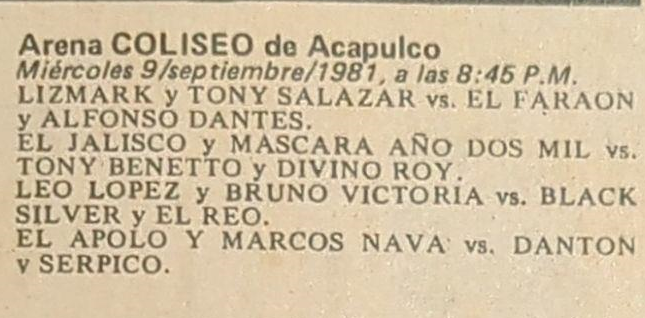 Arena COLISEO de Acapulco
Miércoles 9/septiembre/1981, a las 8:45 P.M.
LIZMARK y TONY SALAZAR vs. EL FARAON
y ALFONSO DANTES.
EL JALISCO y MASCARA AÑO DOS MIL vs.
TONY BENETTO y DIVINO ROY.
LEO LOPEZ y BRUNO VICTORIA vs. BLACK
SILVER y EL REO.
EL APOLO Y MARCOS NAVA vs. DANTON
y SERPICO.